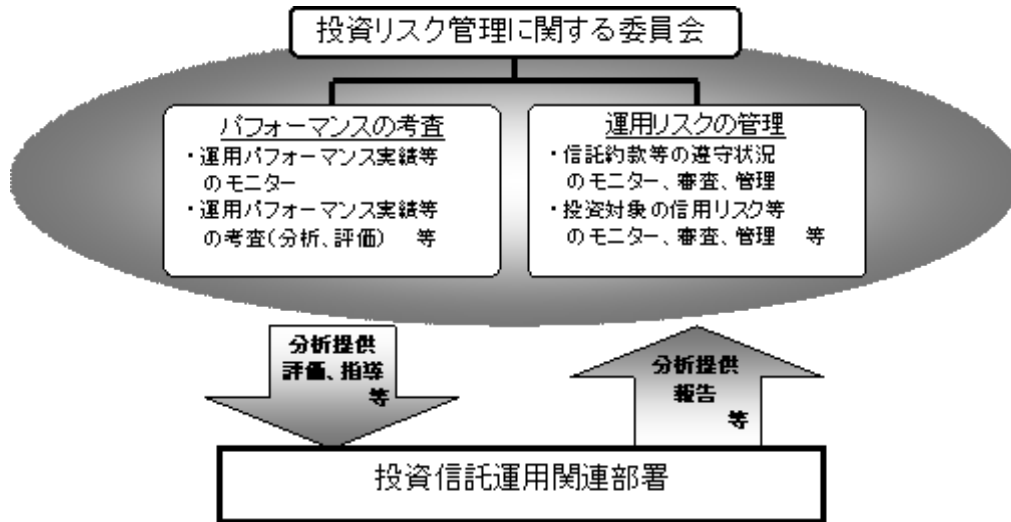 投資リスク管理に関する委員会
パフォーマンスの考査
・運用パフォーマンス実績等
のモニター
・運用パフォーマンス実績等
の考査(分析、評価) 等
運用リスクの管理
・信託約款等の遵守状況
のモニター、審査、管理
・投資対象の信用リスク等
のモニター、審査、管理 等
分析提供
評価、指導
等
分析提供
報告
等
投資信託運用関連部署